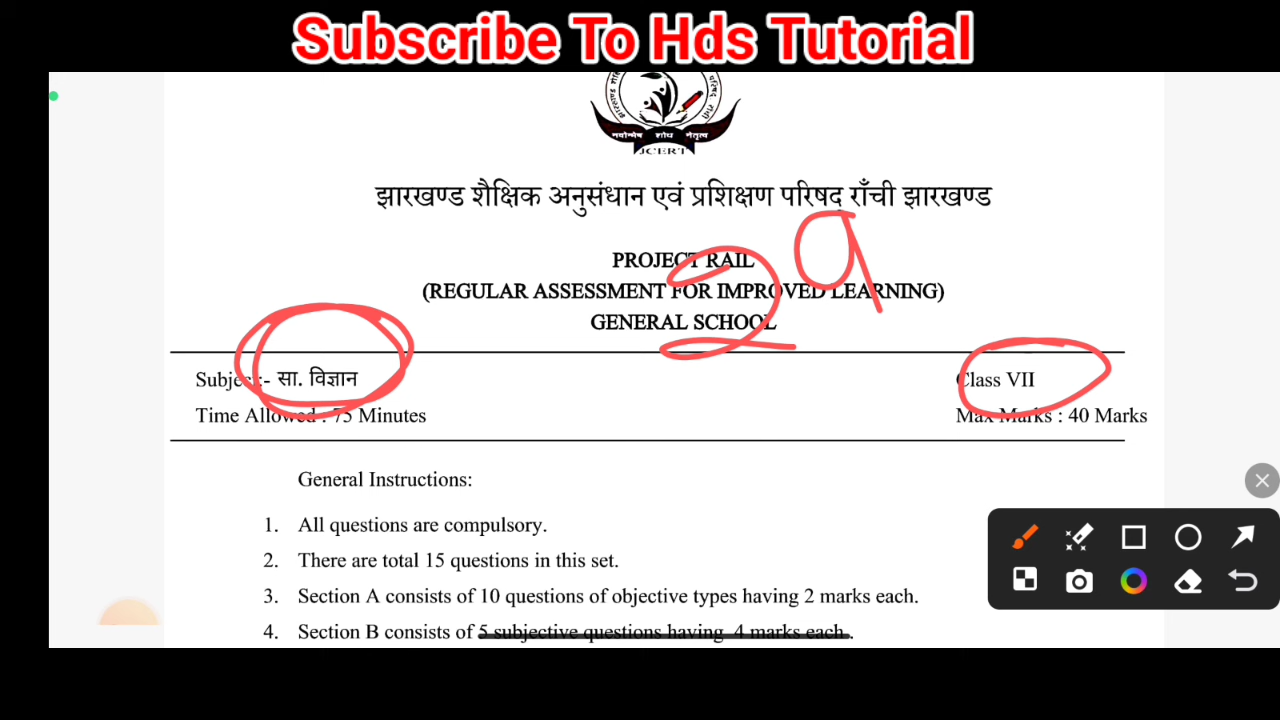 Subscribe To Hds Tutorial
नवोन्मेष शोध नेतृत्व
JCERT
झारखण्ड शैक्षिक अनुसंधान एवं प्रशिक्षण परिषद् राँची झारखण्ड
PROJECT RAIL
(REGULAR ASSESSMENT FOR IMPROVED LEARNING)
GENERAL SCHOOL
29
Subject:- सा. विज्ञान
Class VII
Time Allowed : 75 Minutes
Max Marks : 40 Marks
General Instructions:
1. All questions are compulsory.
2. There are total 15 questions in this set.
3. Section A consists of 10 questions of objective types having 2 marks each.
4. Section B consists of 5 subjective questions having 4 marks each.